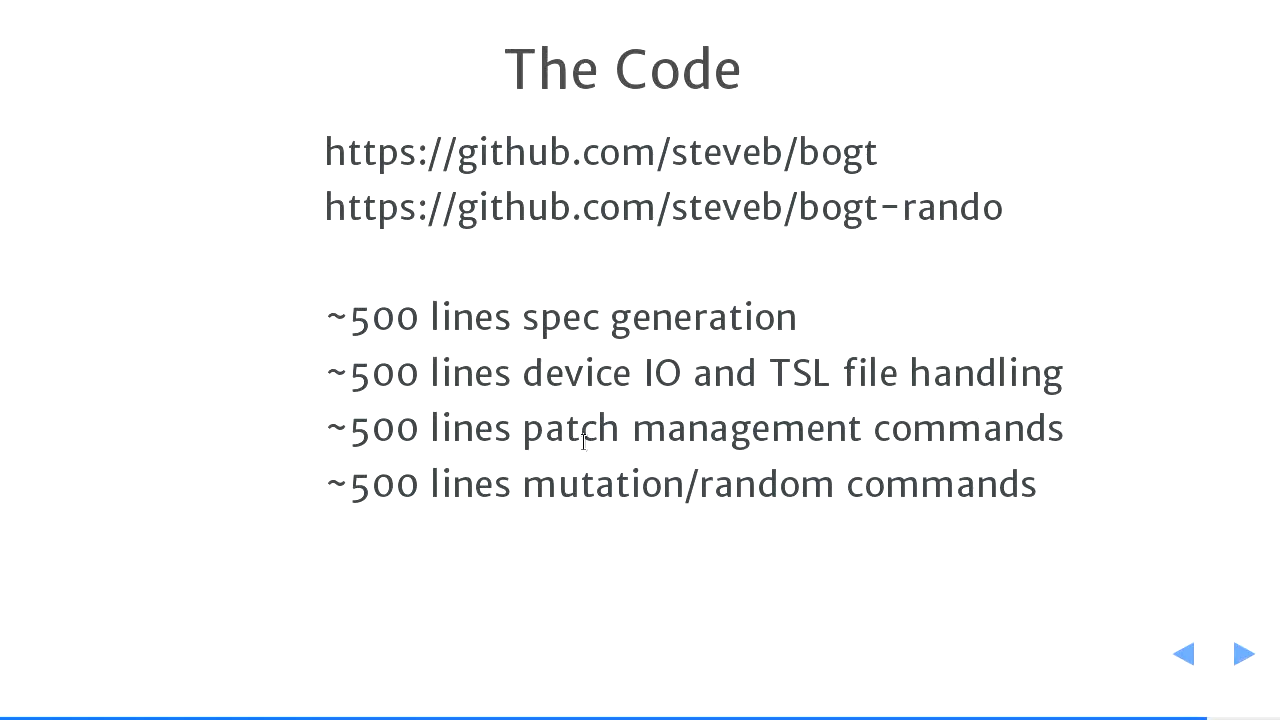 The Code
https://github.com/steveb/bogt
https://github.com/steveb/bogt-rando
~500 lines spec generation
~500 lines device IO and TSL file handling
~500 lines patch management commands
~500 lines mutation/random commands